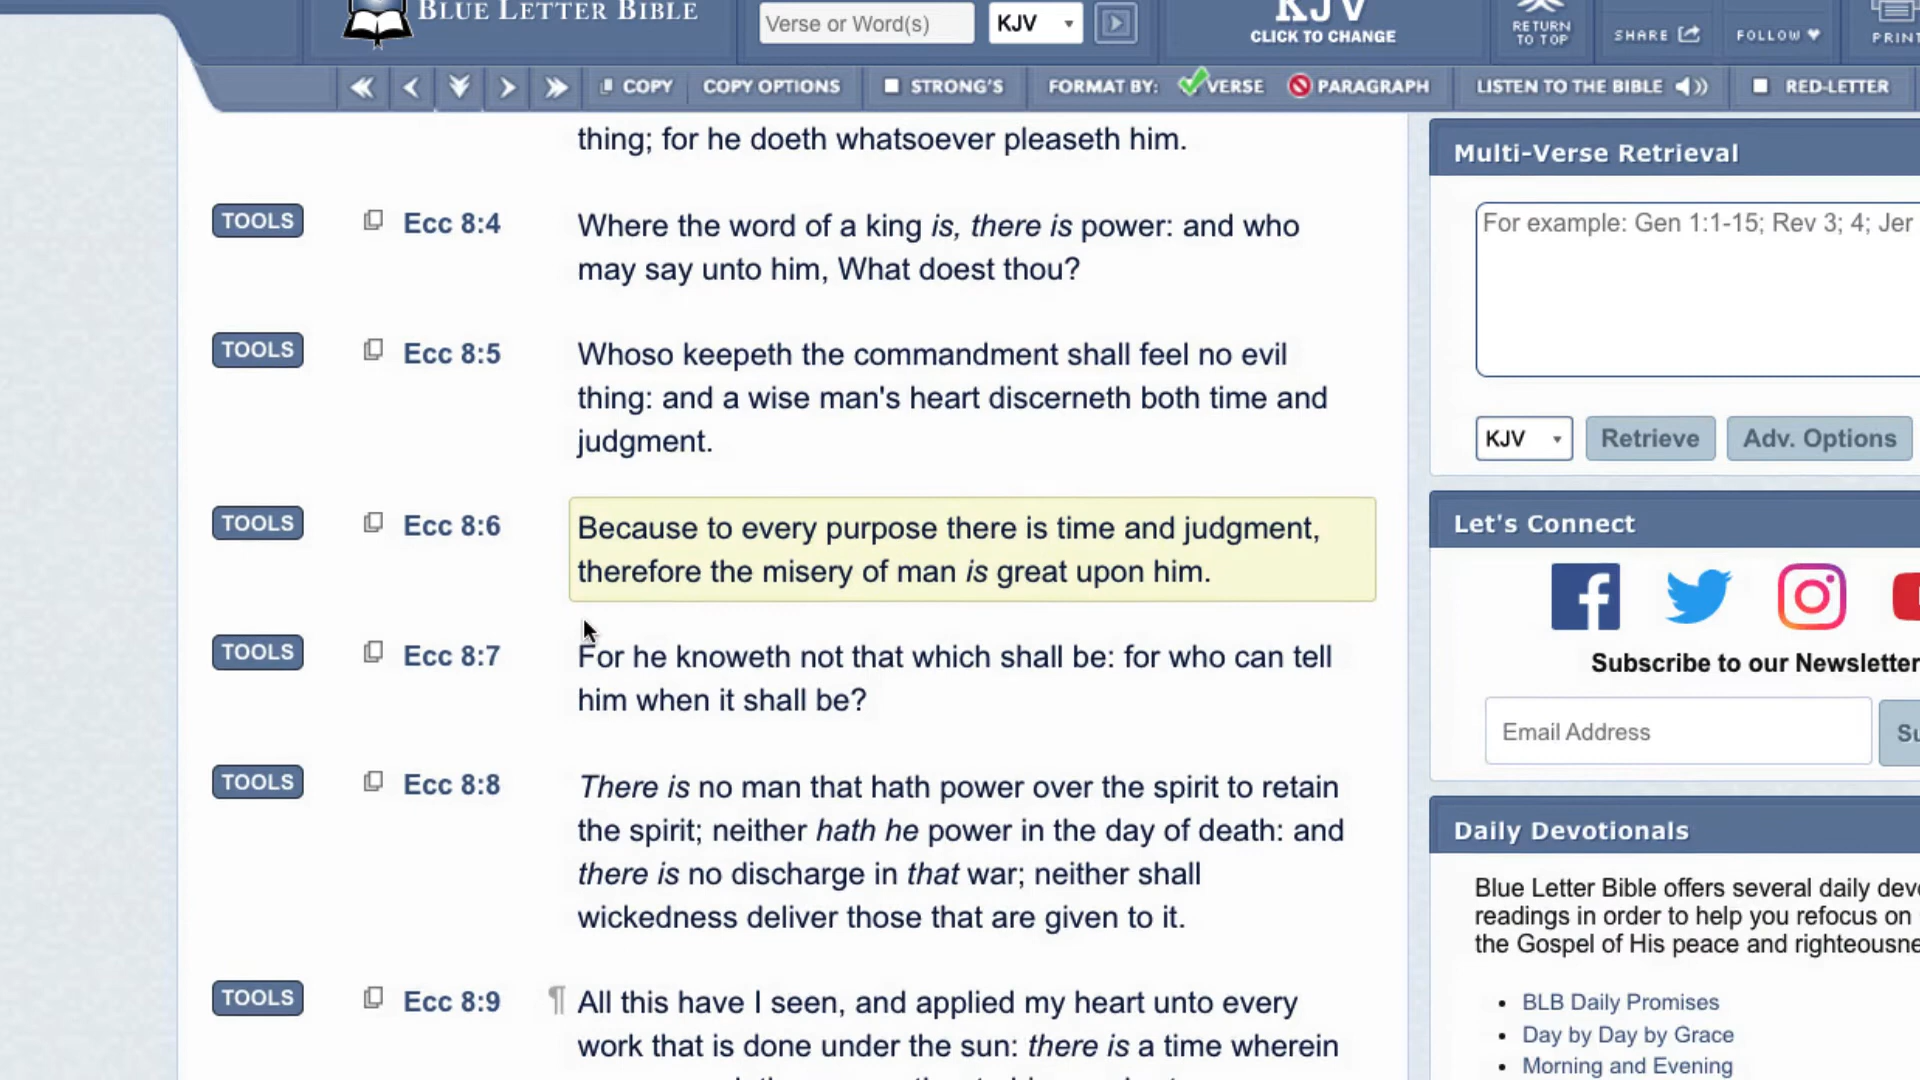 BLUE LETTER BIBLE
Verse or Word(s)
KJV
KJV
CLICK TO CHANGE
RETURN
TO TOP
SHARE
FOLLOW
PRINT
COPY
COPY OPTIONS
STRONG'S
FORMAT BY:
VERSE
PARAGRAPH
LISTEN TO THE BIBLE
RED-LETTER
thing; for he doeth whatsoever pleaseth him.
TOOLS
Ecc 8:4
Where the word of a king is, there is power: and who
may say unto him, What doest thou?
TOOLS
Ecc 8:5
Whoso keepeth the commandment shall feel no evil
thing: and a wise man's heart discerneth both time and
judgment.
TOOLS
Ecc 8:6
Because to every purpose there is time and judgment,
therefore the misery of man is great upon him.
TOOLS
Ecc 8:7
For he knoweth not that which shall be: for who can tell
him when it shall be?
TOOLS
Ecc 8:8
There is no man that hath power over the spirit to retain
the spirit; neither hath he power in the day of death: and
there is no discharge in that war; neither shall
wickedness deliver those that are given to it.
TOOLS
Ecc 8:9
¶ All this have I seen, and applied my heart unto every
work that is done under the sun: there is a time wherein
Multi-Verse Retrieval
For example: Gen 1:1-15; Rev 3; 4; Jer
KJV
Retrieve
Adv. Options
Let's Connect
Subscribe to our Newsletter
Email Address
Su
Daily Devotionals
Blue Letter Bible offers several daily devo
readings in order to help you refocus on
the Gospel of His peace and righteousne
• BLB Daily Promises
• Day by Day by Grace
• Morning and Evening